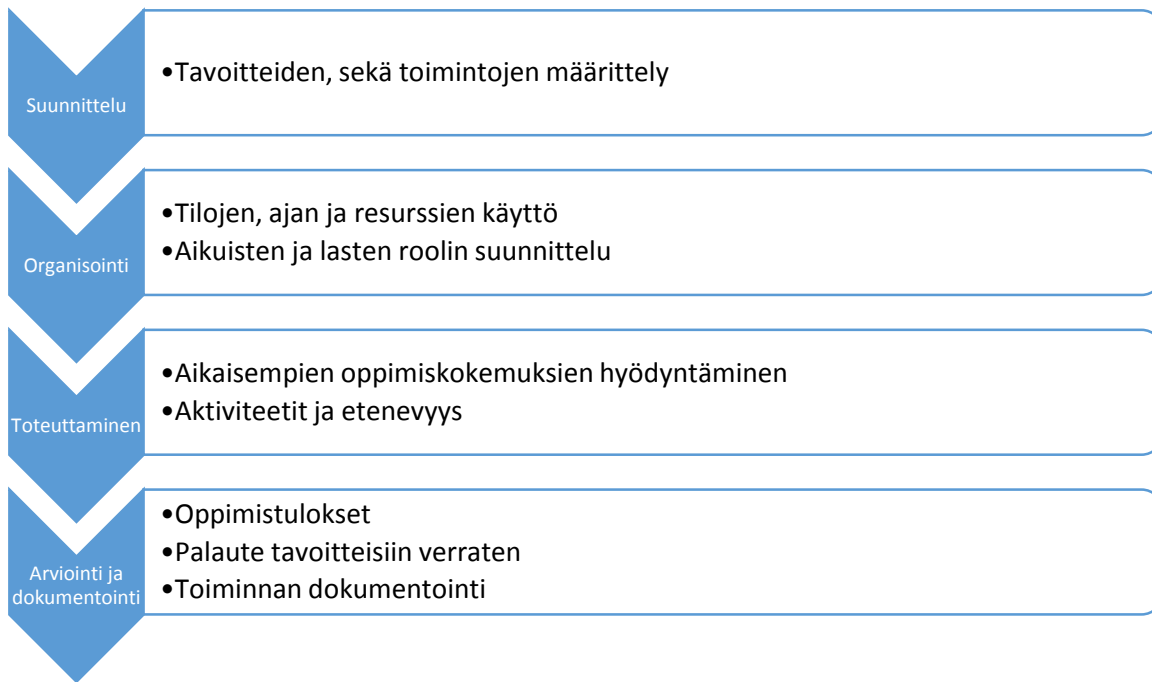 Suunnittelu
•Tavoitteiden, sekä toimintojen määrittely
Organisointi
•Tilojen, ajan ja resurssien käyttö
•Aikuisten ja lasten roolin suunnittelu
Toteuttaminen
•Aikaisempien oppimiskokemuksien hyödyntäminen
•Aktiviteetit ja etenevyys
Arviointi ja
dokumentointi
•Oppimistulokset
•Palaute tavoitteisiin verraten
•Toiminnan dokumentointi